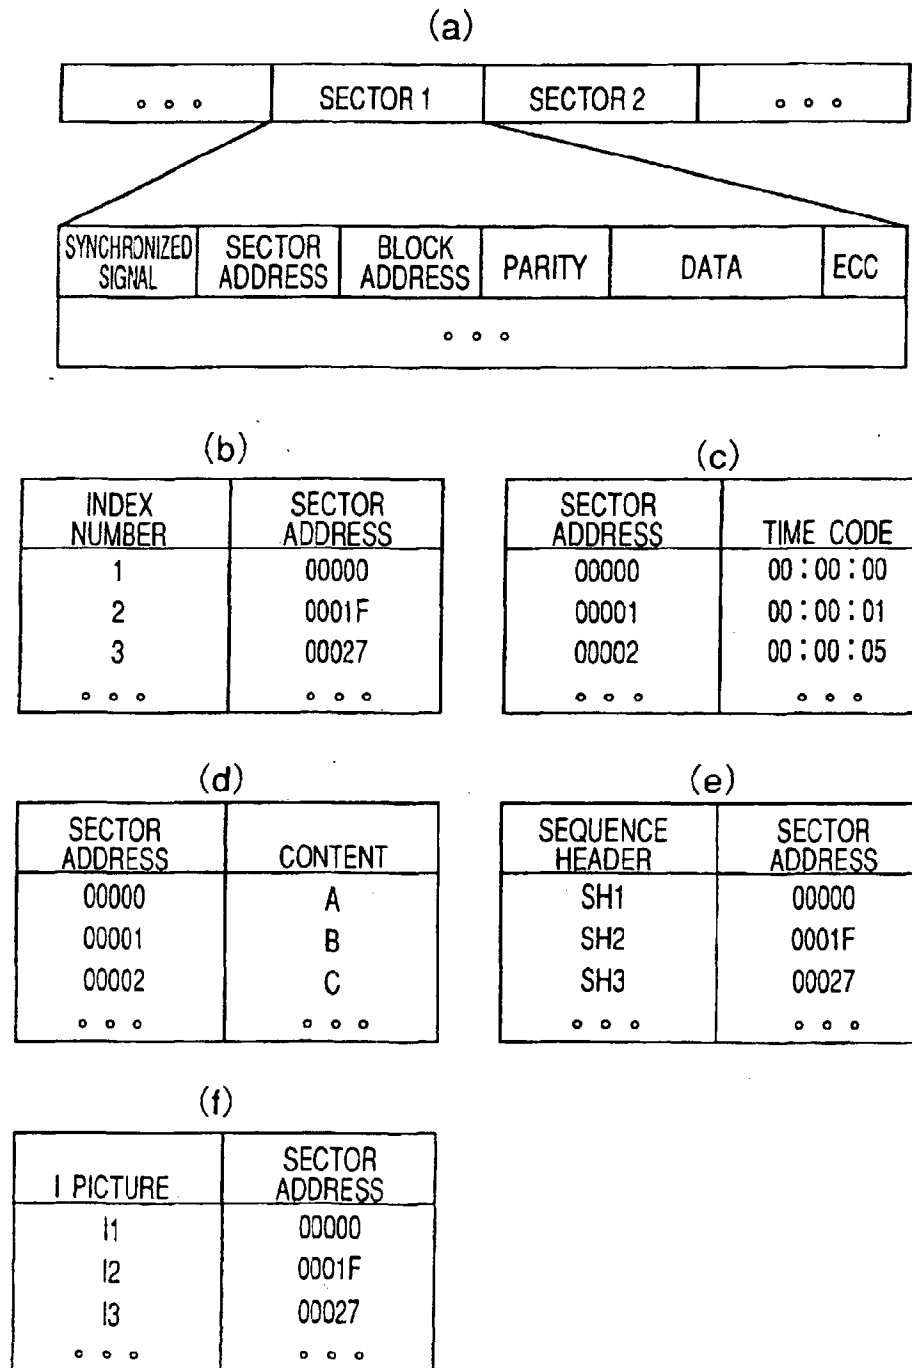 (a)
° ° ° SECTOR 1 SECTOR 2 ° ° °
SYNCHRONIZED SIGNAL SECTOR ADDRESS BLOCK ADDRESS PARITY DATA ECC
° ° °
(b)
INDEX NUMBER SECTOR ADDRESS
1 00000
2 0001F
3 00027
° ° ° ° ° °
(c)
SECTOR ADDRESS TIME CODE
00000 00:00:00
00001 00:00:01
00002 00:00:05
° ° ° ° ° °
(d)
SECTOR ADDRESS CONTENT
00000 A
00001 B
00002 C
° ° ° ° ° °
(e)
SEQUENCE HEADER SECTOR ADDRESS
SH1 00000
SH2 0001F
SH3 00027
° ° ° ° ° °
(f)
I PICTURE SECTOR ADDRESS
I1 00000
I2 0001F
I3 00027
° ° ° ° ° °